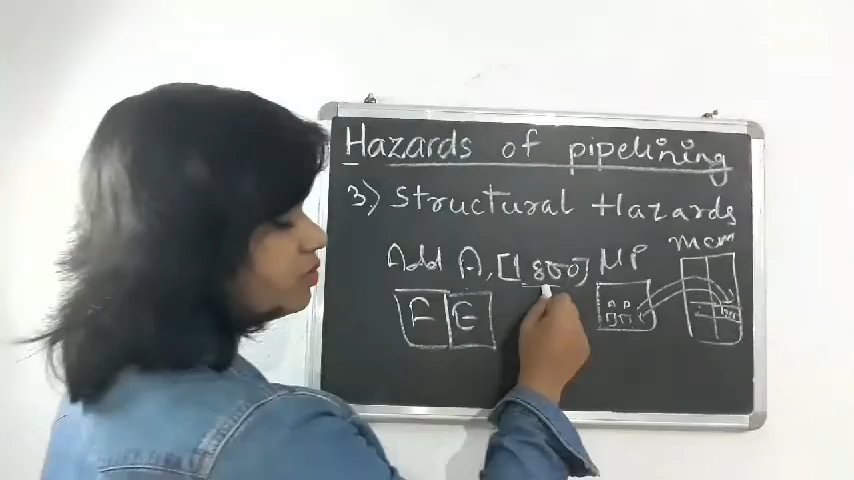 Hazards of pipelining
3) Structural Hazards
Add A, [1800] MP Mem
F E